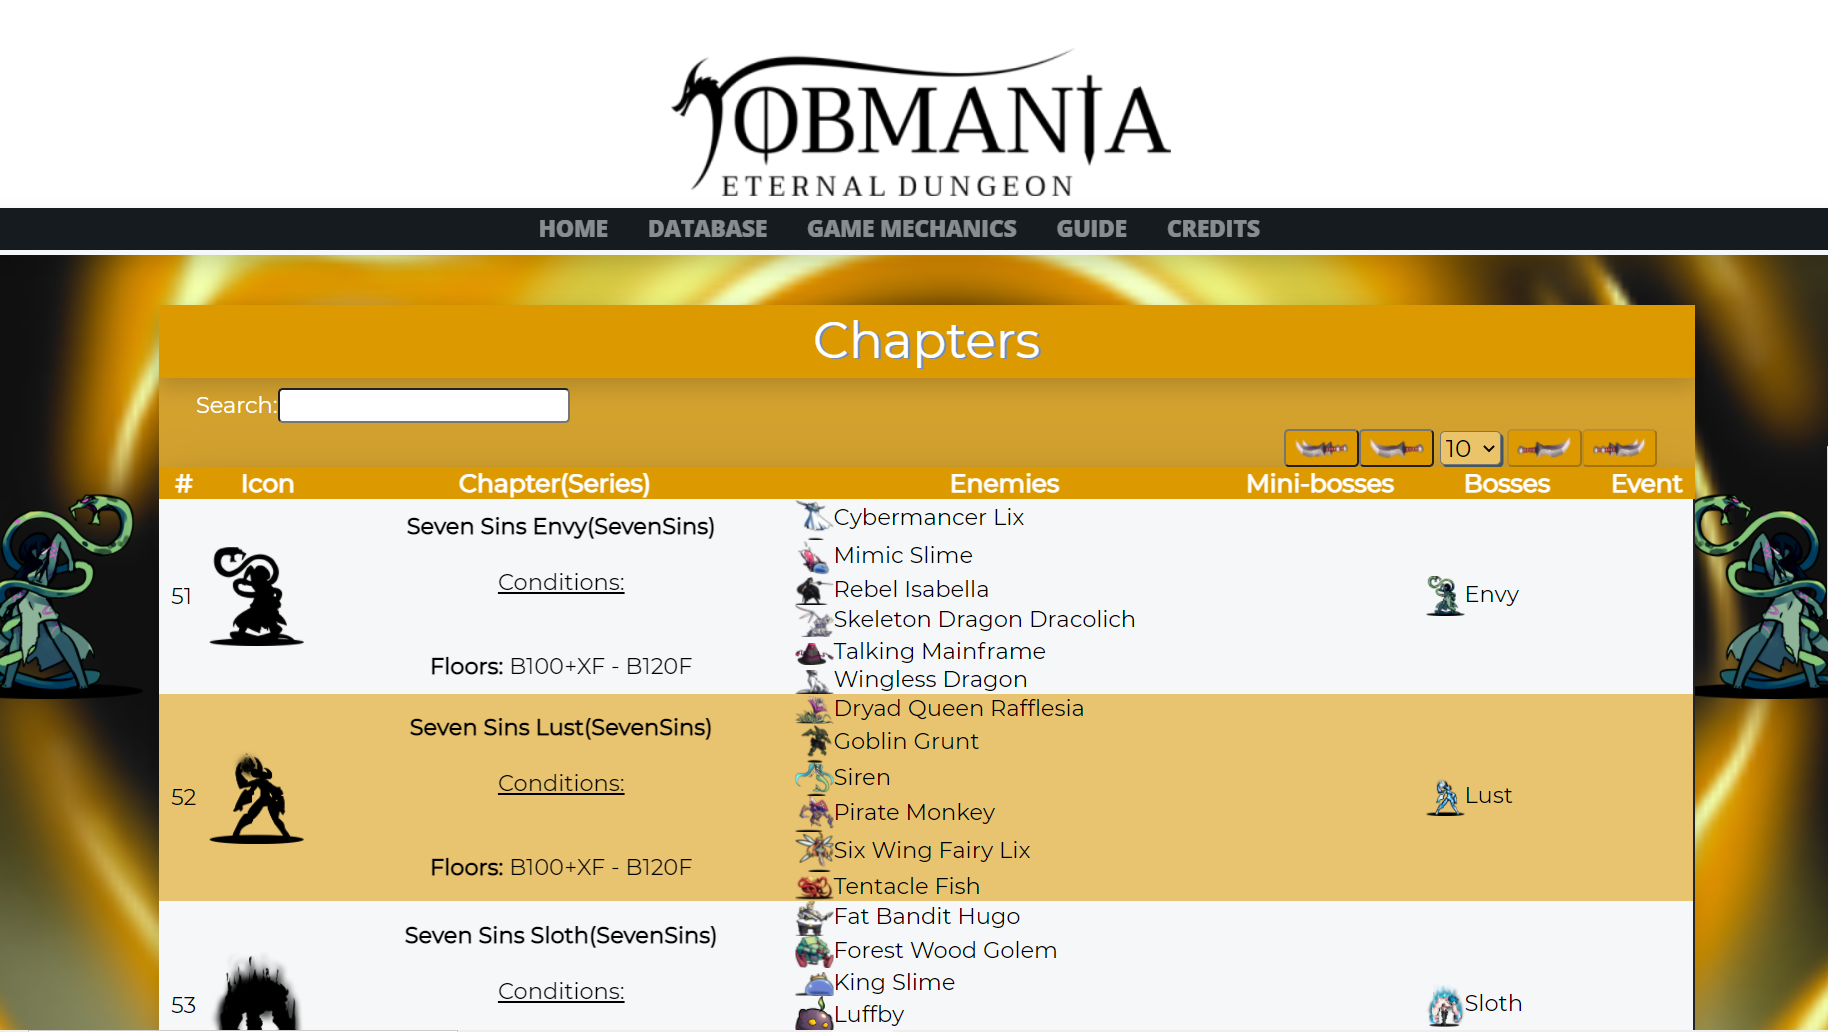 JOBMANIA
ETERNAL DUNGEON
HOME DATABASE GAME MECHANICS GUIDE CREDITS
Chapters
Search:
10
# Icon Chapter(Series) Enemies Mini-bosses Bosses Event
51
Seven Sins Envy(SevenSins)
Conditions:
Floors: B100+XF - B120F
Cybermancer Lix
Mimic Slime
Rebel Isabella
Skeleton Dragon Dracolich
Talking Mainframe
Wingless Dragon
Envy
52
Seven Sins Lust(SevenSins)
Conditions:
Floors: B100+XF - B120F
Dryad Queen Rafflesia
Goblin Grunt
Siren
Pirate Monkey
Six Wing Fairy Lix
Tentacle Fish
Lust
53
Seven Sins Sloth(SevenSins)
Conditions:
Fat Bandit Hugo
Forest Wood Golem
King Slime
Luffby
Sloth